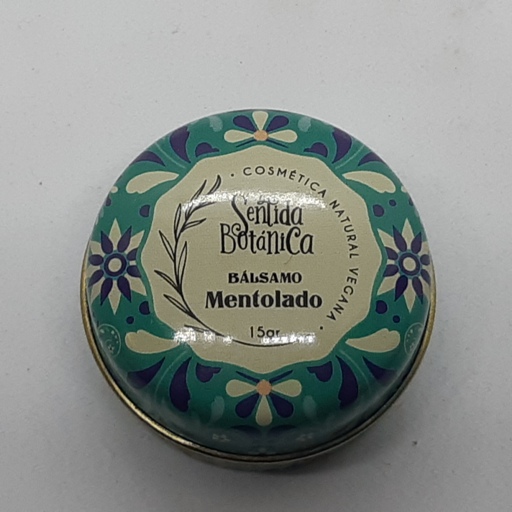 · COSMÉTICA NATURAL VEGANA ·
Sentida
Botánica
BÁLSAMO
Mentolado
15gr